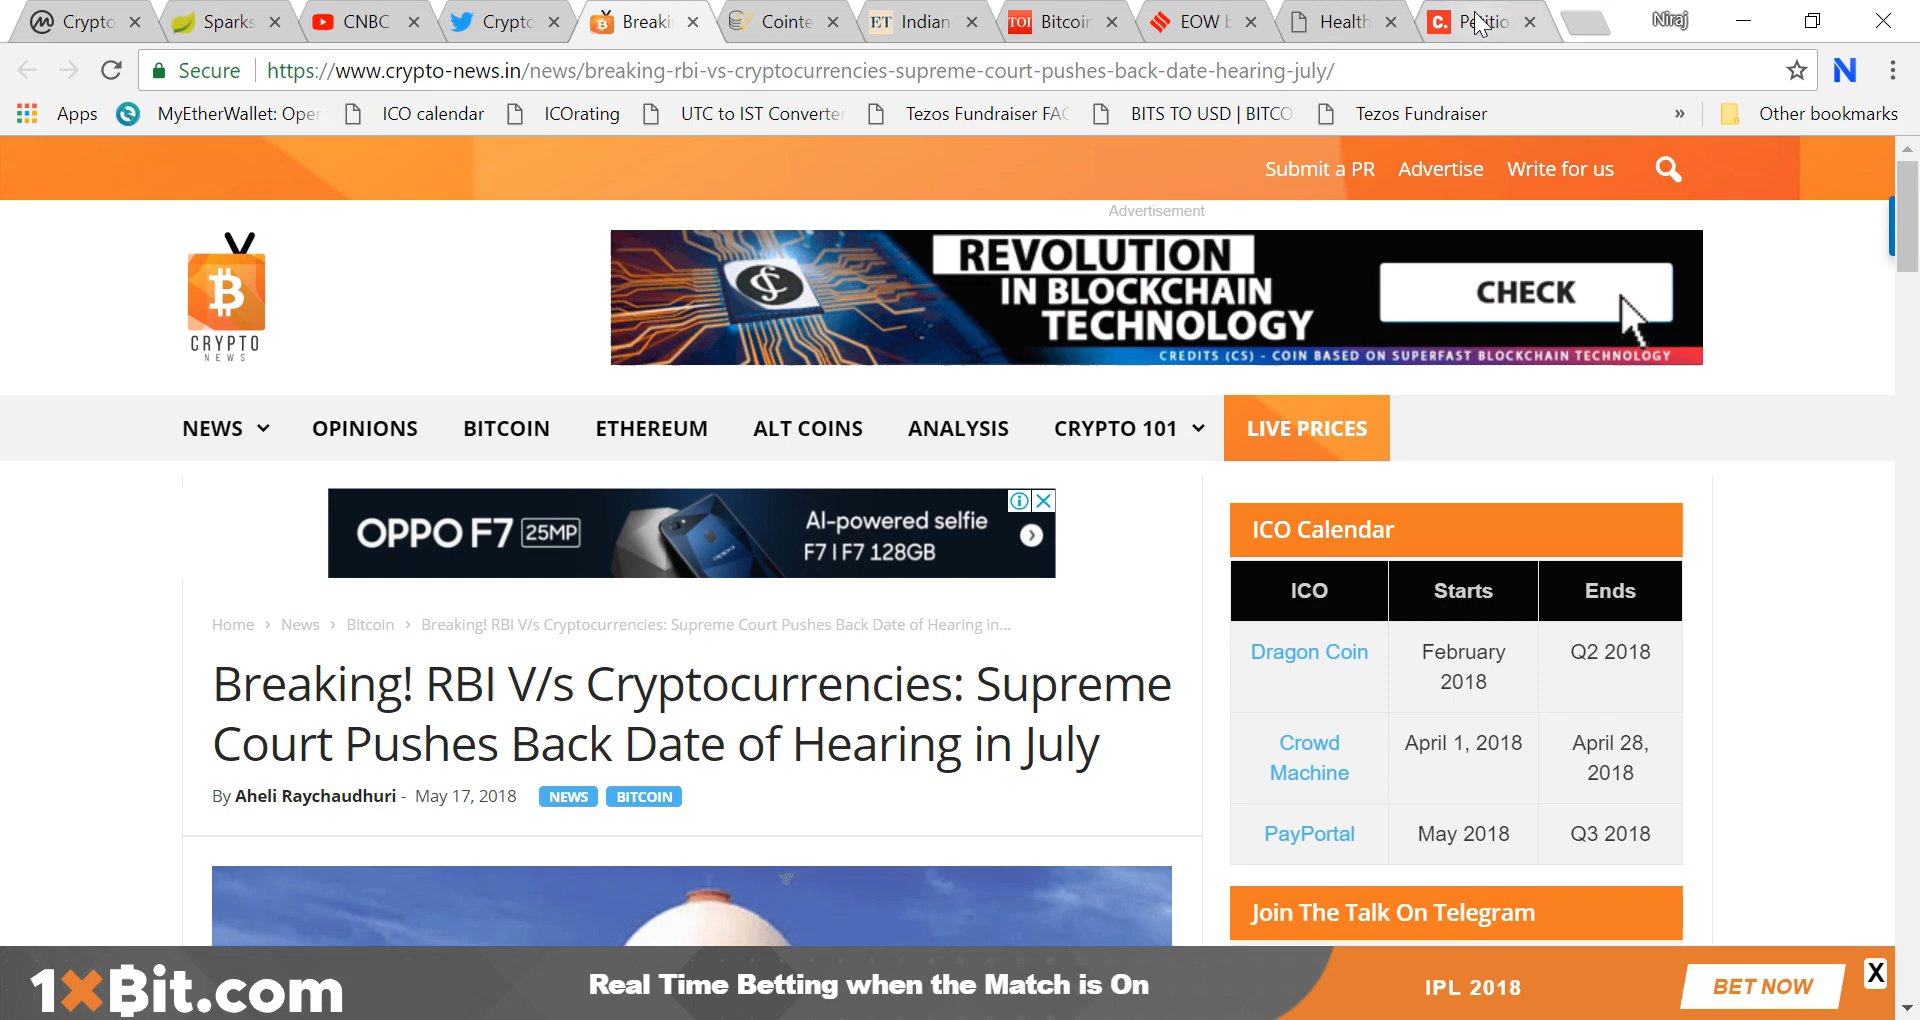 Crypto
Sparks
CNBC
Crypto
Breaki
Cointe
ET Indian
TOI Bitcoin
EOW b
Health
C. Petitio
Niraj
Secure https://www.crypto-news.in/news/breaking-rbi-vs-cryptocurrencies-supreme-court-pushes-back-date-hearing-july/
N
Apps MyEtherWallet: Oper ICO calendar ICOrating UTC to IST Converter Tezos Fundraiser FAC BITS TO USD | BITCO Tezos Fundraiser » Other bookmarks
Submit a PR Advertise Write for us
Advertisement
CRYPTO
NEWS
REVOLUTION
IN BLOCKCHAIN
TECHNOLOGY
CHECK
CREDITS (CS) - COIN BASED ON SUPERFAST BLOCKCHAIN TECHNOLOGY
NEWS OPINIONS BITCOIN ETHEREUM ALT COINS ANALYSIS CRYPTO 101 LIVE PRICES
OPPO F7 25MP
AI-powered selfie
F7 I F7 128GB
Home › News › Bitcoin › Breaking! RBI V/s Cryptocurrencies: Supreme Court Pushes Back Date of Hearing in...
Breaking! RBI V/s Cryptocurrencies: Supreme
Court Pushes Back Date of Hearing in July
By Aheli Raychaudhuri - May 17, 2018 NEWS BITCOIN
ICO Calendar
ICO Starts Ends
Dragon Coin February 2018 Q2 2018
Crowd Machine April 1, 2018 April 28, 2018
PayPortal May 2018 Q3 2018
Join The Talk On Telegram
1xBit.com Real Time Betting when the Match is On IPL 2018 BET NOW X